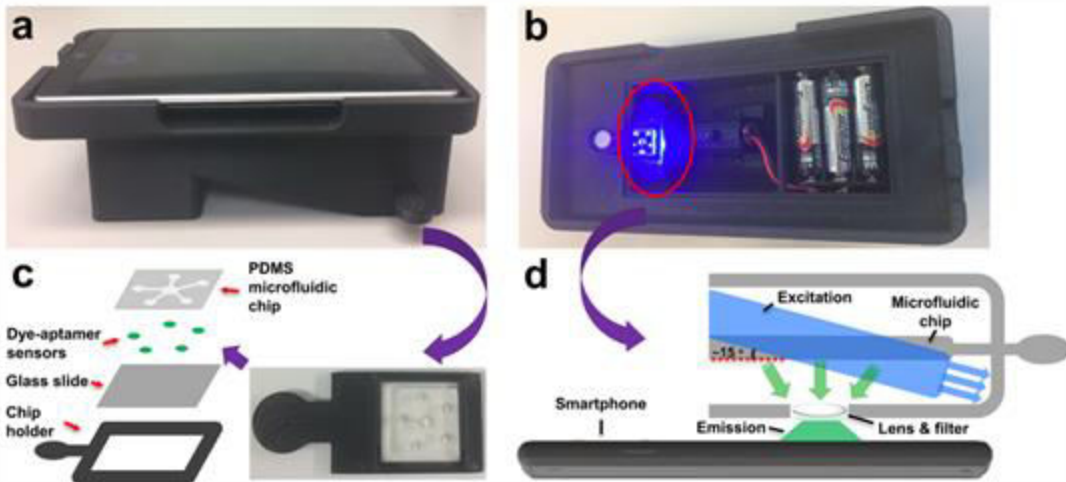 a
b
c
PDMS
microfluidic
chip
Dye-aptamer
sensors
Glass slide
Chip
holder
d
Excitation
Microfluidic
chip
~15°
Smartphone
Emission
Lens & filter